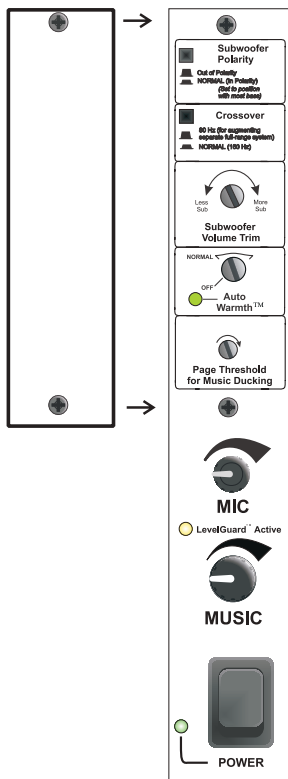 Subwoofer
Polarity
Out of Polarity
NORMAL (In Polarity)
(Set to position
with most bass)
Crossover
80 Hz (for augmenting
separate full-range system)
NORMAL (150 Hz)
Less
Sub
More
Sub
Subwoofer
Volume Trim
NORMAL
OFF
Auto
Warmth™
Page Threshold
for Music Ducking
MIC
LevelGuard™ Active
MUSIC
POWER